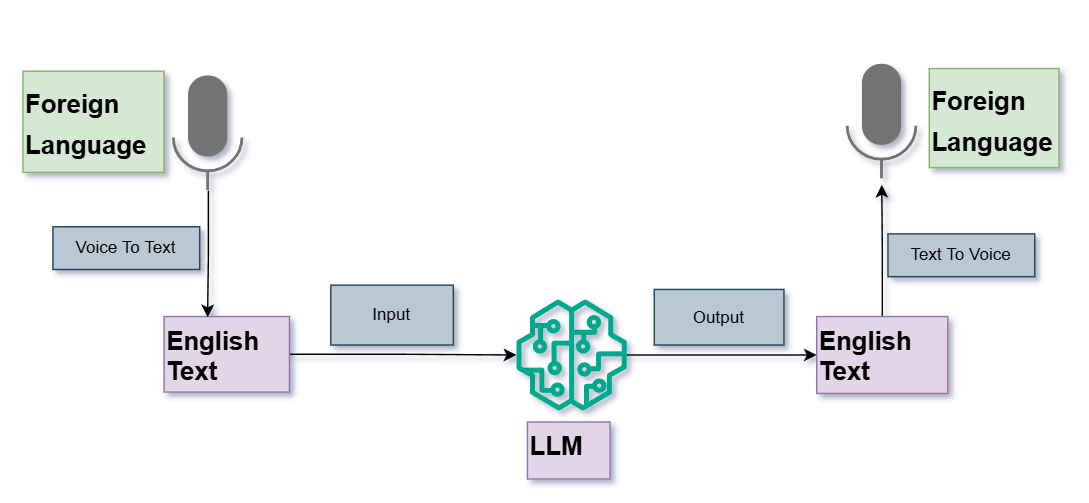 Foreign
Language
Foreign
Language
Voice To Text
Text To Voice
Input
Output
English
Text
English
Text
LLM